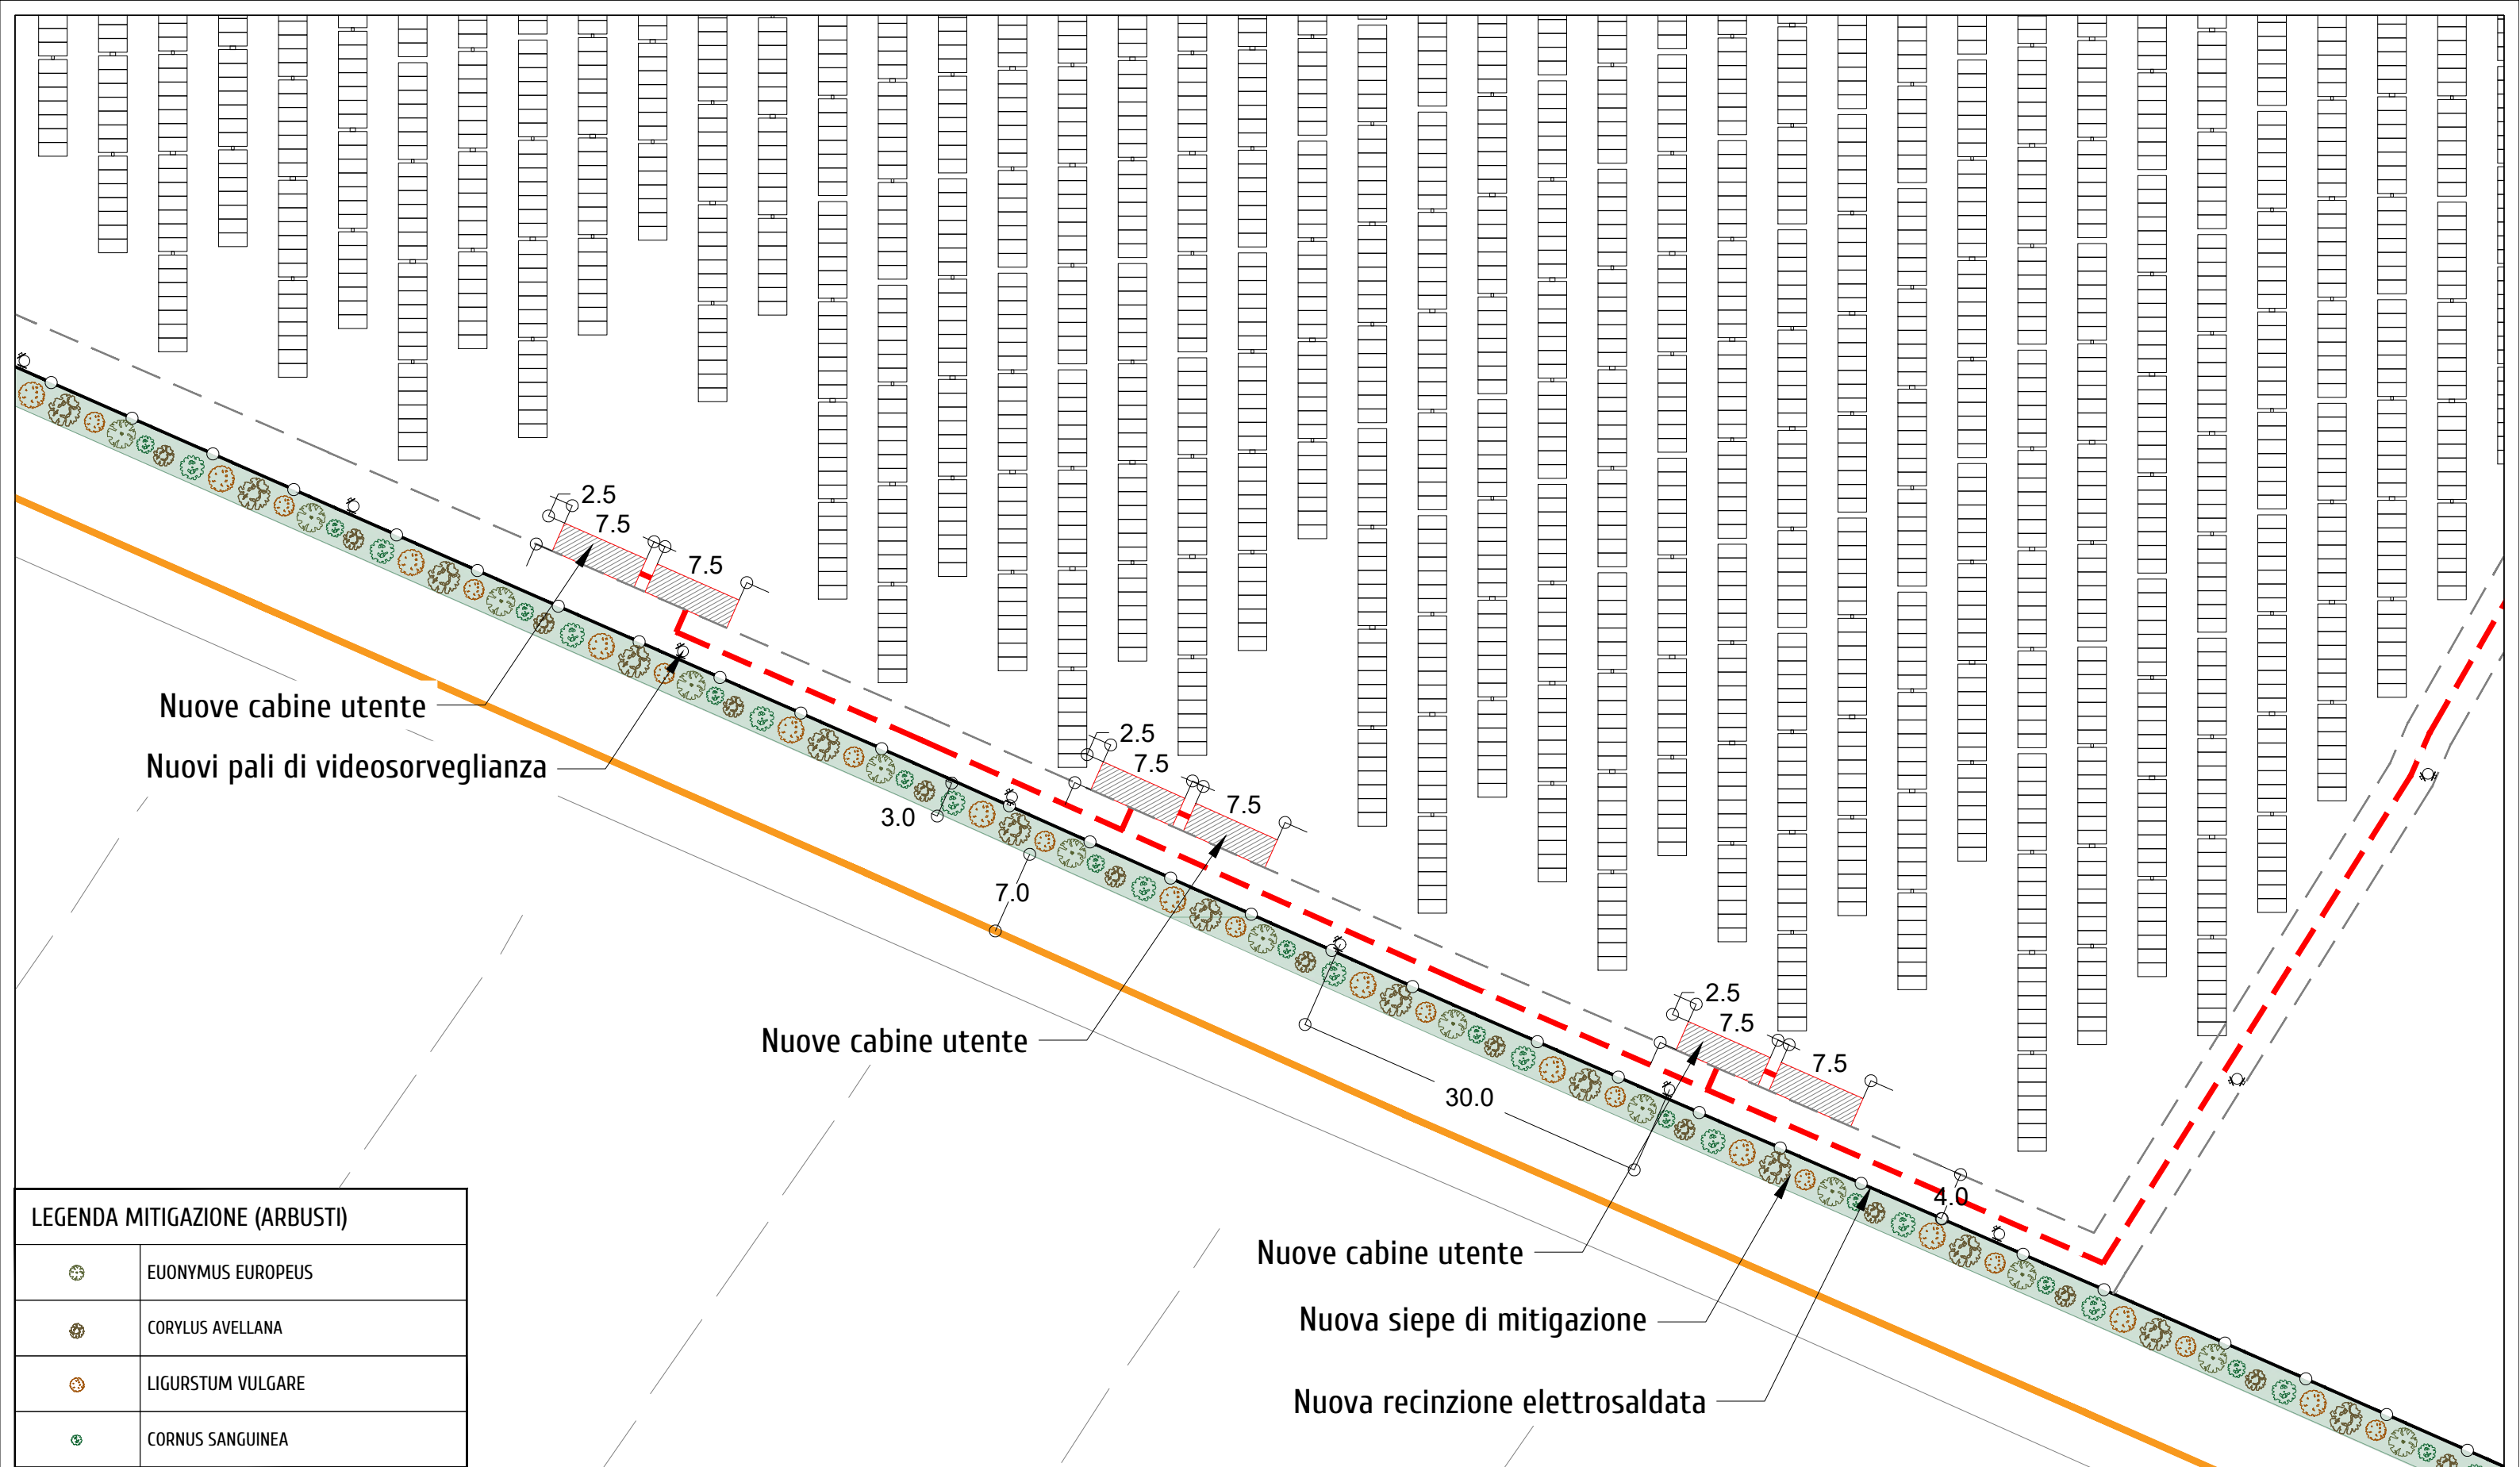 2.5
7.5
7.5
Nuove cabine utente
Nuovi pali di videosorveglianza
2.5
7.5
7.5
3.0
7.0
Nuove cabine utente
2.5
7.5
7.5
30.0
4.0
Nuove cabine utente
Nuova siepe di mitigazione
Nuova recinzione elettrosaldata
LEGENDA MITIGAZIONE (ARBUSTI)
EUONYMUS EUROPEUS
CORYLUS AVELLANA
LIGURSTUM VULGARE
CORNUS SANGUINEA